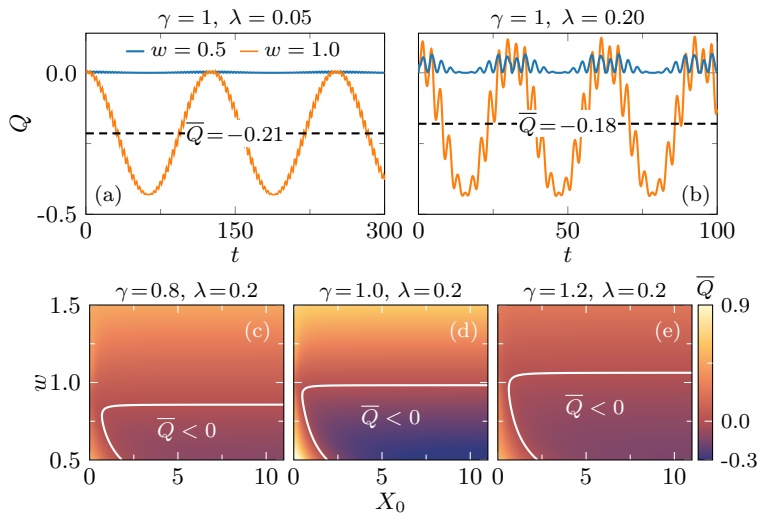 γ = 1, λ = 0.05
γ = 1, λ = 0.20
w = 0.5
w = 1.0
0.0
-0.5
Q
Q̅ = −0.21
(a)
0
150
300
t
Q̅ = −0.18
(b)
0
50
100
t
γ = 0.8, λ = 0.2
γ = 1.0, λ = 0.2
γ = 1.2, λ = 0.2
Q̅
1.5
1.0
0.5
w
(c)
Q̅ < 0
(d)
Q̅ < 0
(e)
Q̅ < 0
0.9
0.0
-0.3
0
5
10
0
5
10
0
5
10
X₀